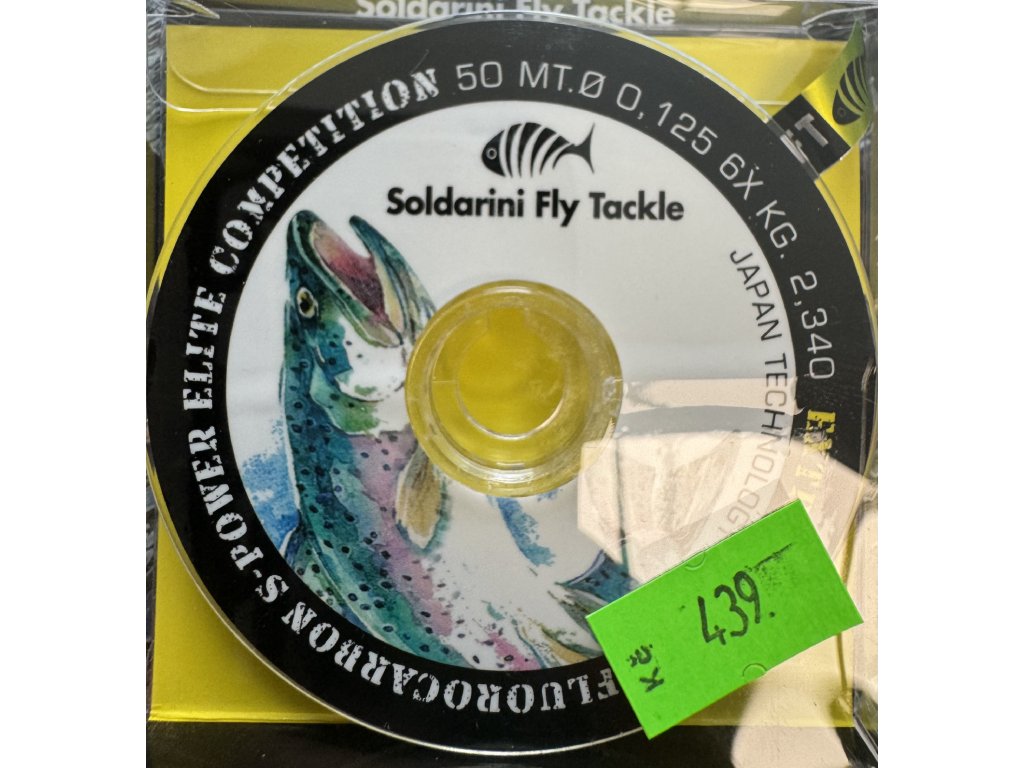 Soldarini Fly Tackle
FLUOROCARBON S-POWER ELITE COMPETITION 50 MT.Ø 0,125 6X KG. 2,340
Soldarini Fly Tackle
JAPAN TECHNOLOGY
FT
Kč. 439.